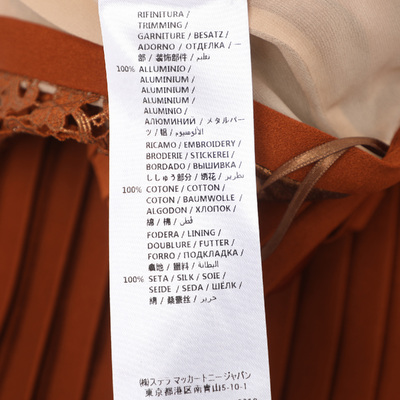 RIFINITURA /
TRIMMING /
GARNITURE / BESATZ /
ADORNO / ОТДЕЛКА / 一
部 / 装饰部件 / تعليم /
100% ALLUMINIO /
ALUMINIUM /
ALUMINIUM /
ALUMINIUM /
ALUMINIO /
АЛЮМИНИЙ / メタルパー
ツ / 铝 / الألومنيوم /
RICAMO / EMBROIDERY /
BRODERIE / STICKEREI /
BORDADO / ВЫШИВКА /
ししゅう部分 / 绣花 / تطريز /
100% COTONE / COTTON /
COTON / BAUMWOLLE /
ALGODON / ХЛОПОК /
綿 / 棉 / قطن /
FODERA / LINING /
DOUBLURE / FUTTER /
FORRO / ПОДКЛАДКА /
裏地 / 里料 / البطانة /
100% SETA / SILK / SOIE /
SEIDE / SEDA / ШЁЛК /
絹 / 桑蚕丝 / حرير /
(株)ステラ マッカートニージャパン
東京都港区南青山5-10-1